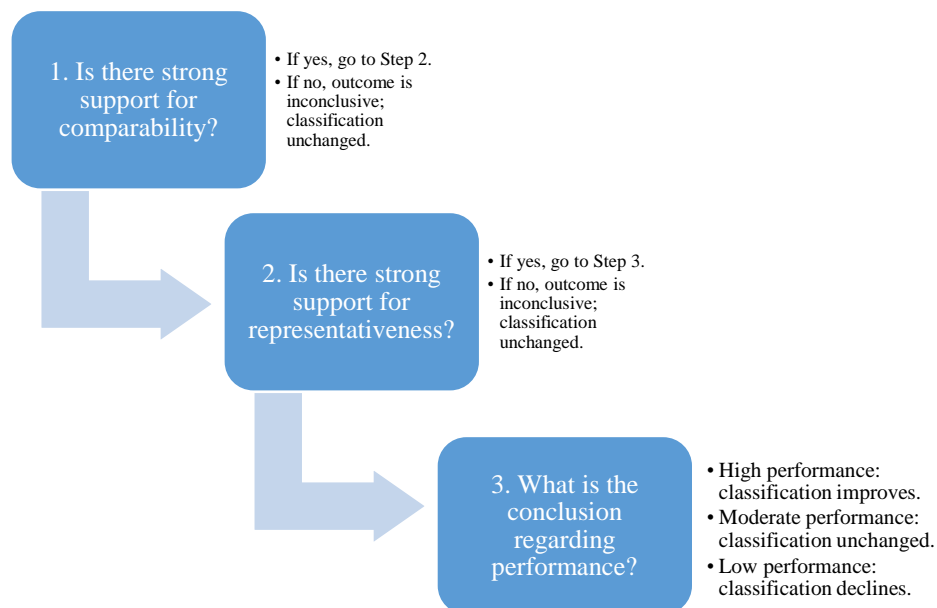 1. Is there strong
support for
comparability?
• If yes, go to Step 2.
• If no, outcome is
inconclusive;
classification
unchanged.
2. Is there strong
support for
representativeness?
• If yes, go to Step 3.
• If no, outcome is
inconclusive;
classification
unchanged.
3. What is the
conclusion
regarding
performance?
• High performance:
classification improves.
• Moderate performance:
classification unchanged.
• Low performance:
classification declines.